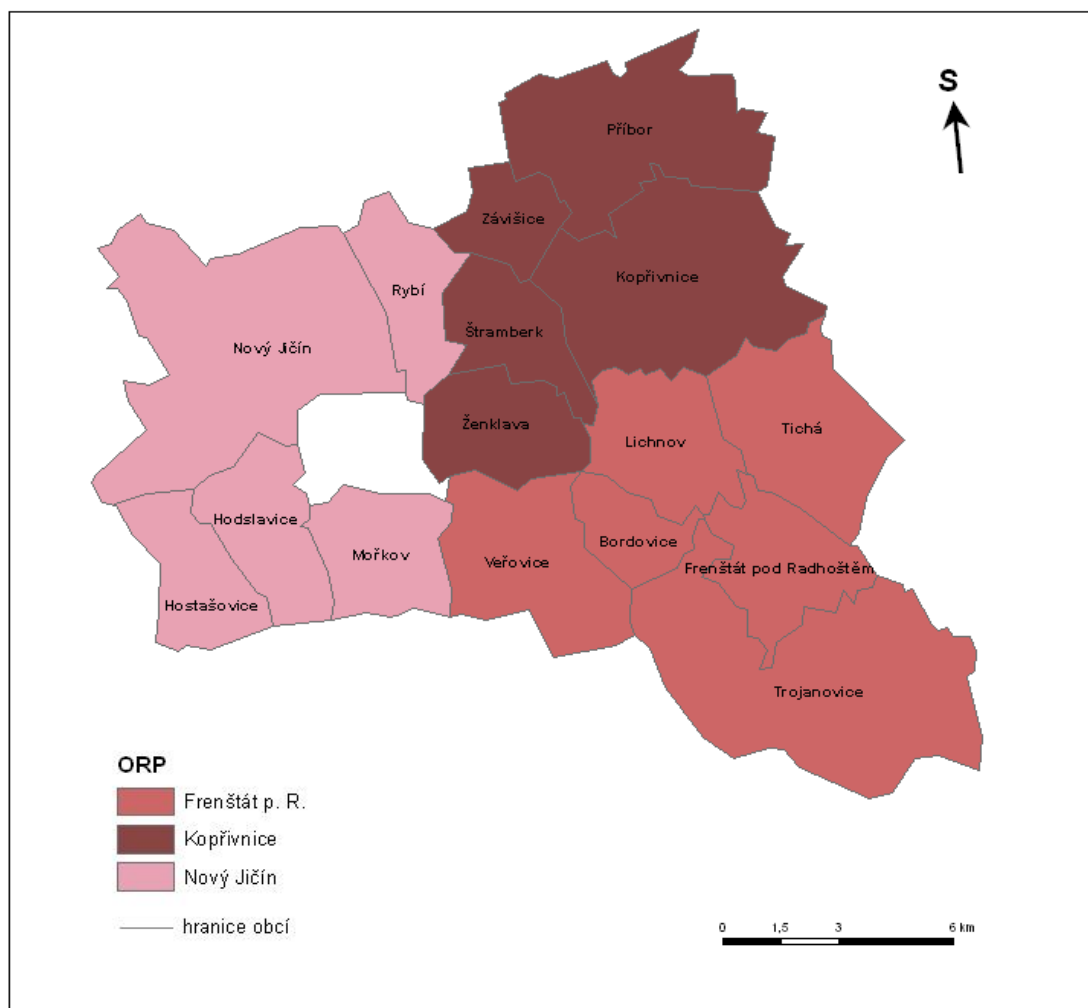 S
Příbor
Závišice
Kopřivnice
Rybí
Štramberk
Nový Jičín
Ženklava
Lichnov
Tichá
Hodslavice
Mořkov
Veřovice
Bordovice
Frenštát pod Radhoštěm
Hostašovice
Trojanovice
ORP
Frenštát p. R.
Kopřivnice
Nový Jičín
hranice obcí
0 1,5 3 6 km